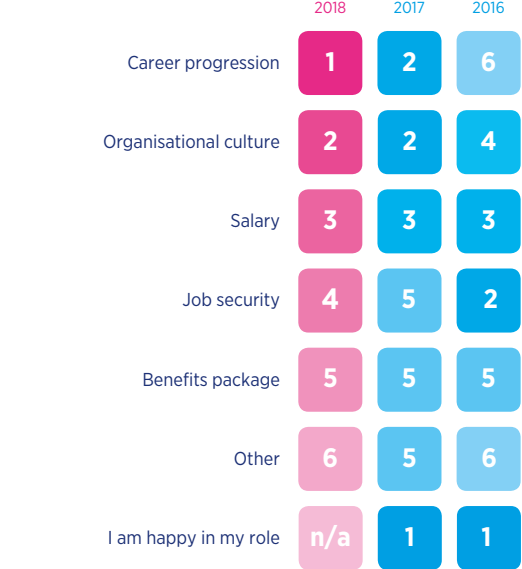 2018 2017 2016
Career progression 1 2 6
Organisational culture 2 2 4
Salary 3 3 3
Job security 4 5 2
Benefits package 5 5 5
Other 6 5 6
I am happy in my role n/a 1 1